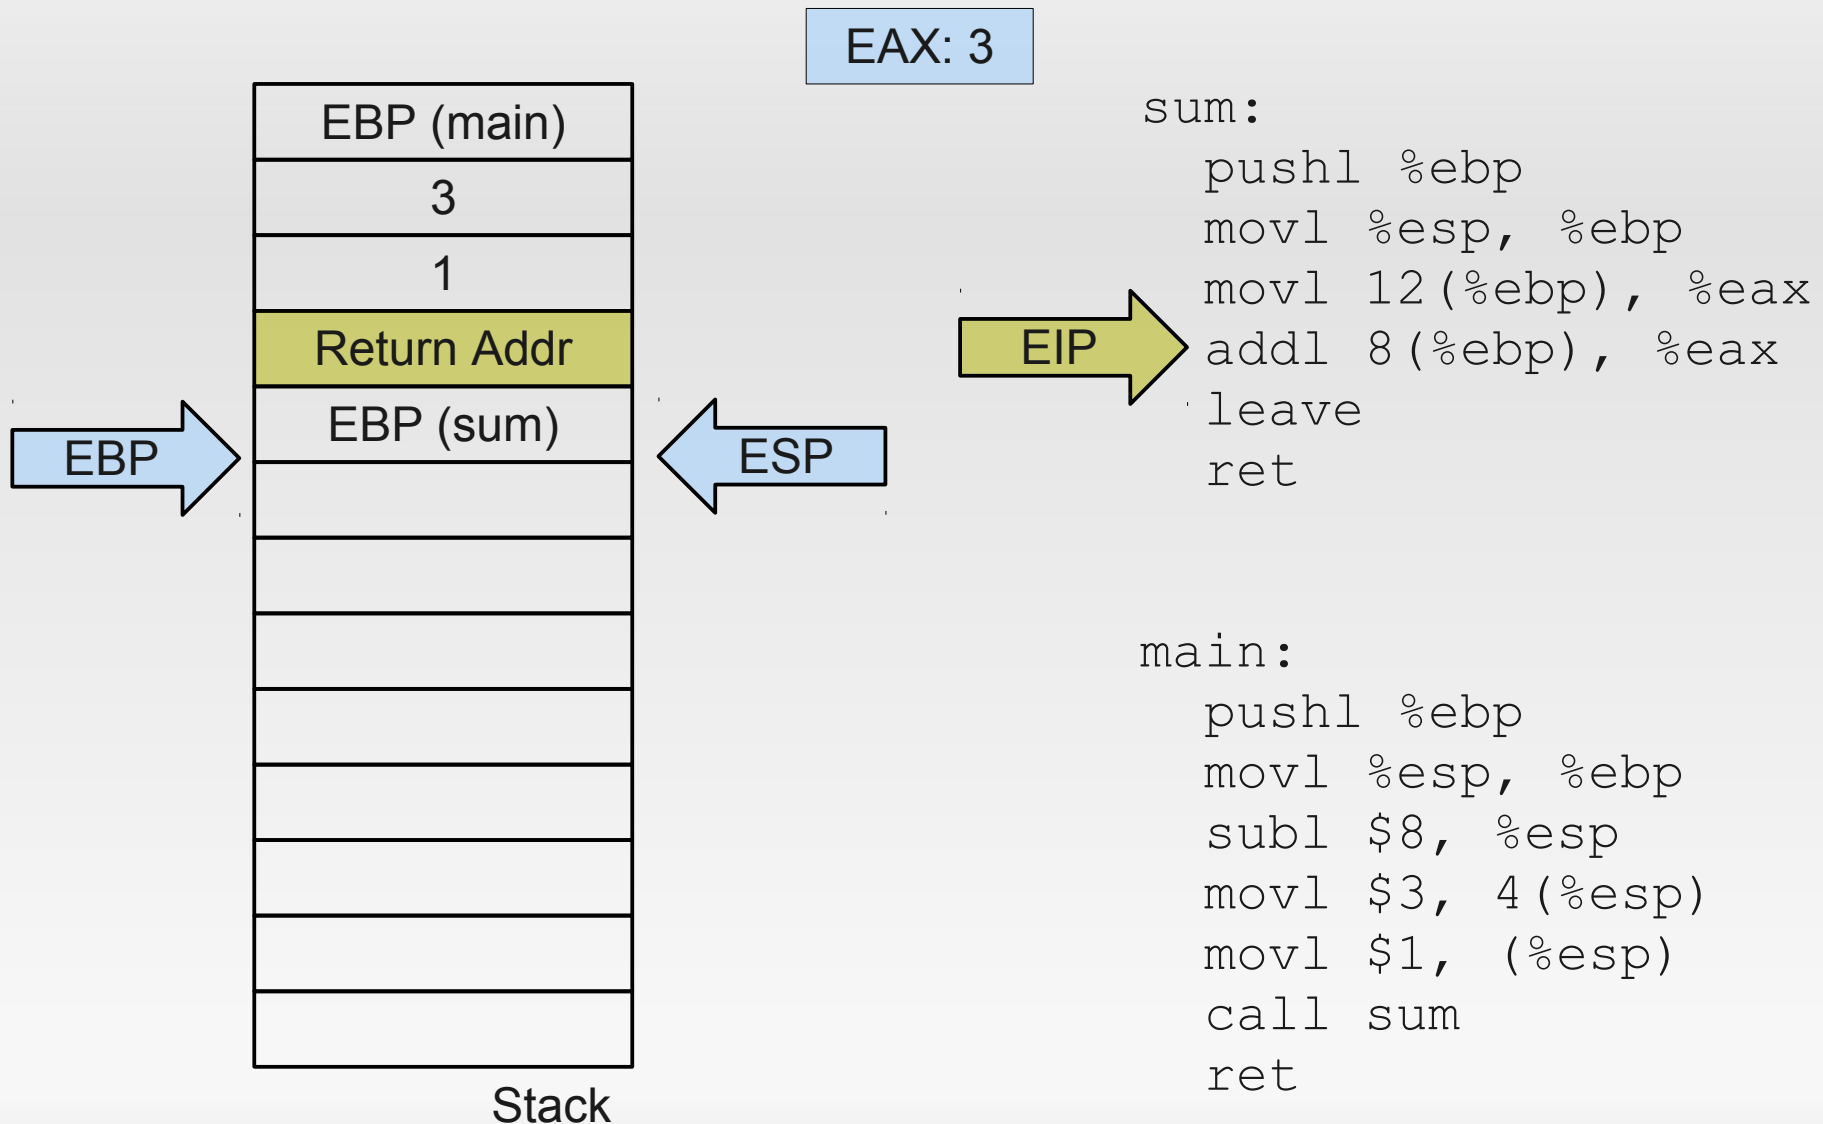 EAX: 3
EBP (main)
3
1
Return Addr
EBP (sum)
EBP
ESP
Stack
EIP
sum:
pushl %ebp
movl %esp, %ebp
movl 12(%ebp), %eax
addl 8(%ebp), %eax
leave
ret
main:
pushl %ebp
movl %esp, %ebp
subl $8, %esp
movl $3, 4(%esp)
movl $1, (%esp)
call sum
ret